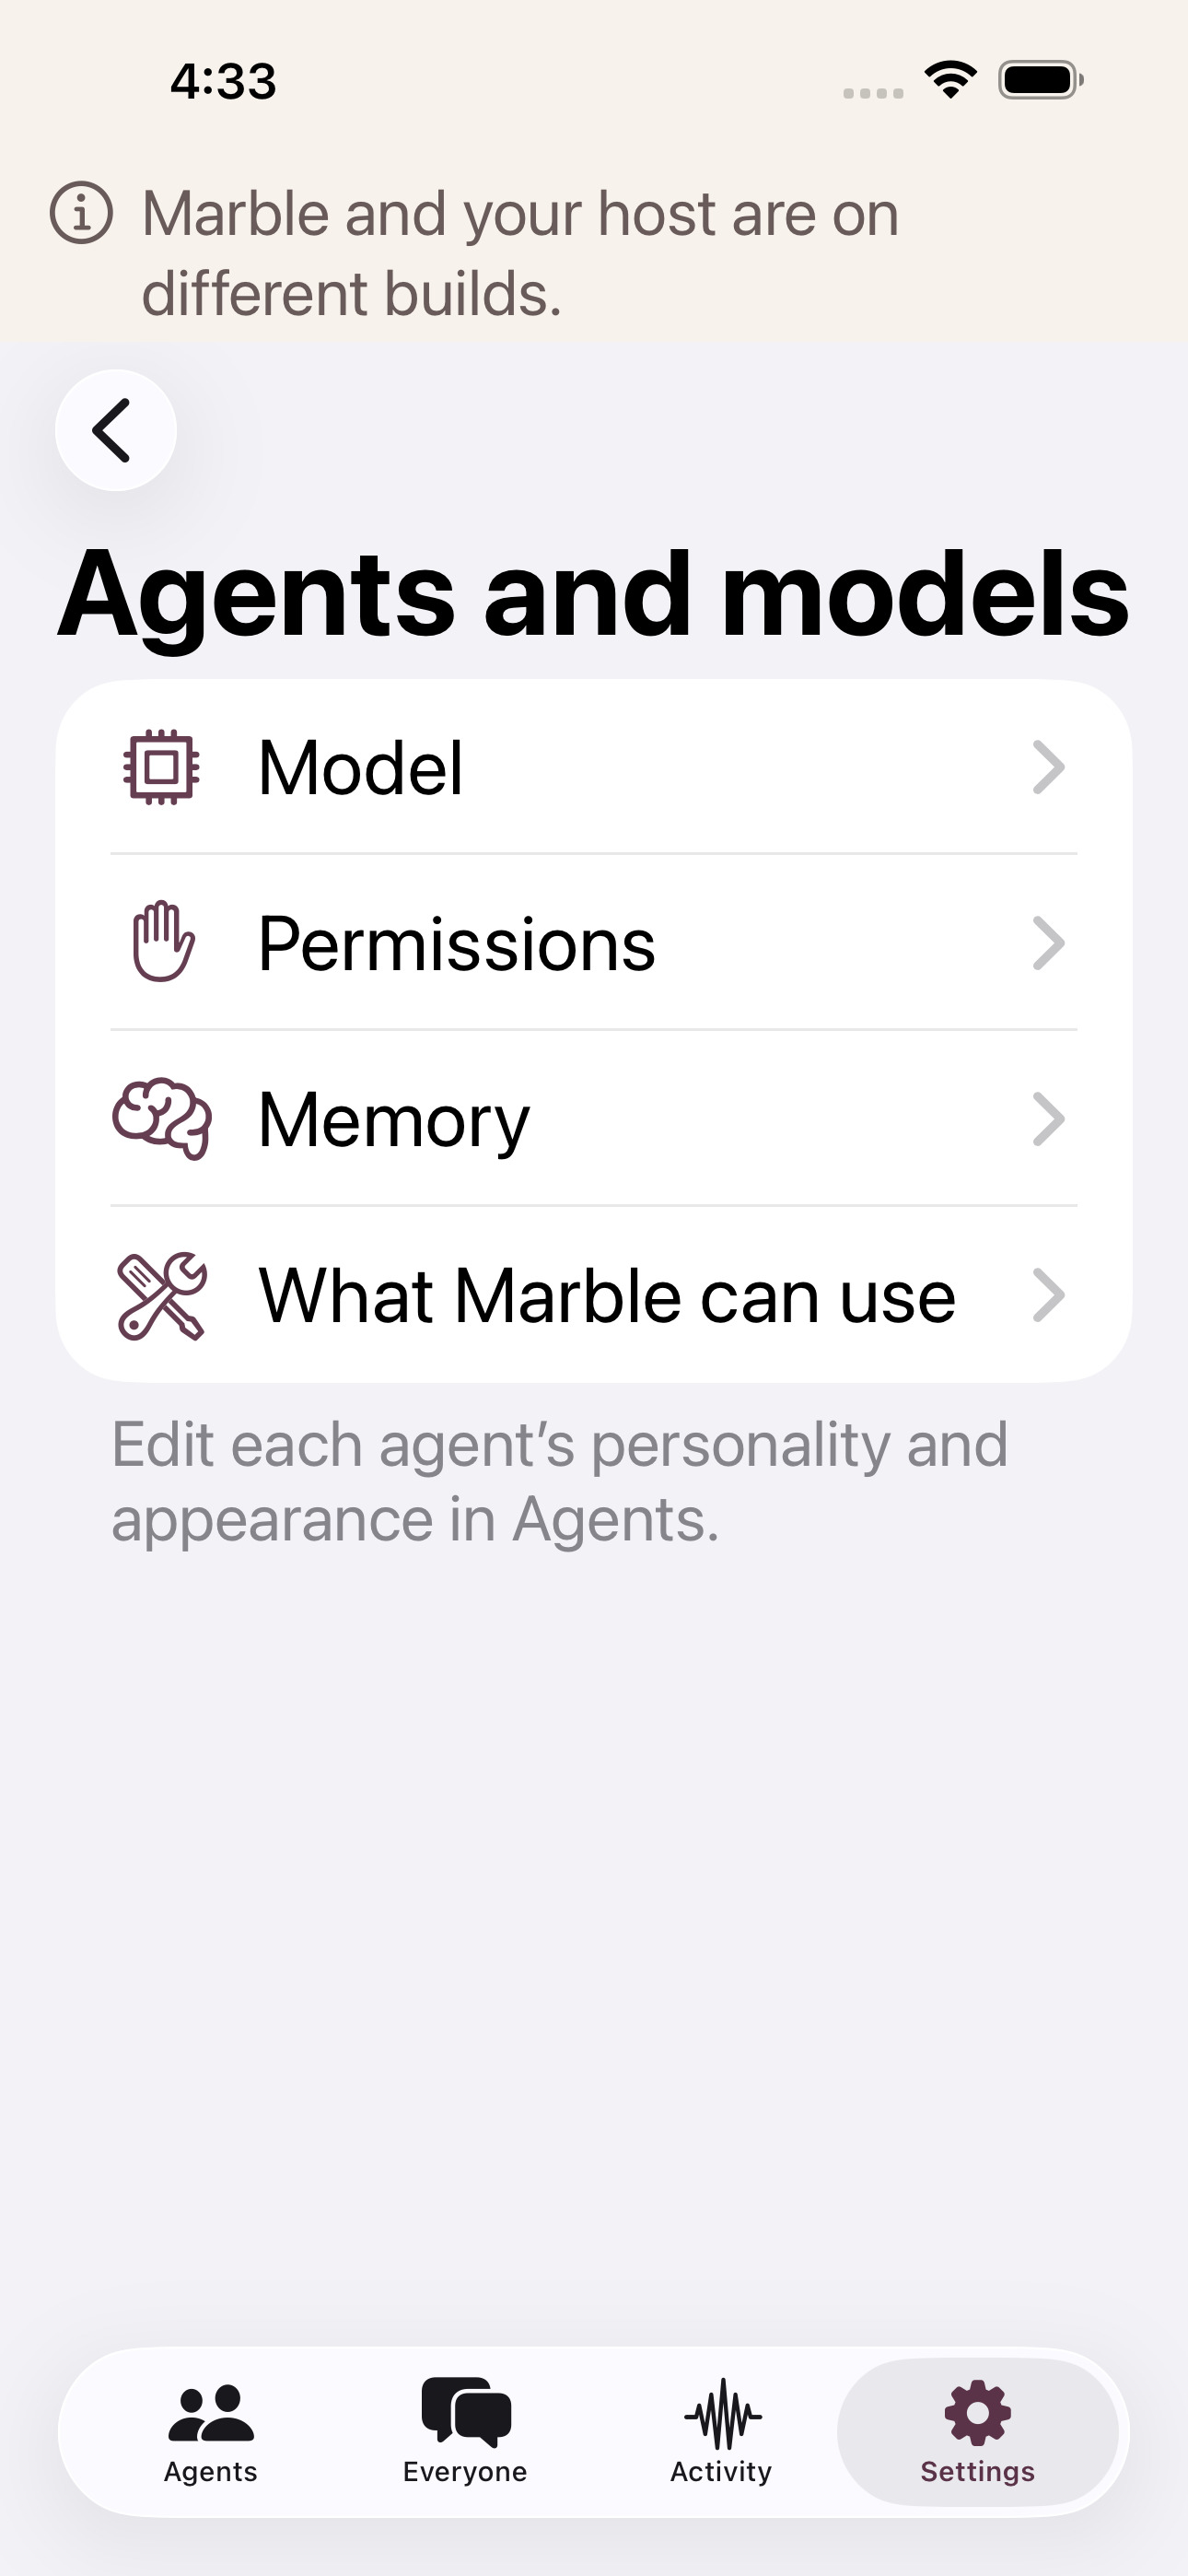 4:33
Marble and your host are on
different builds.
Agents and models
Model
Permissions
Memory
What Marble can use
Edit each agent’s personality and
appearance in Agents.
Agents
Everyone
Activity
Settings